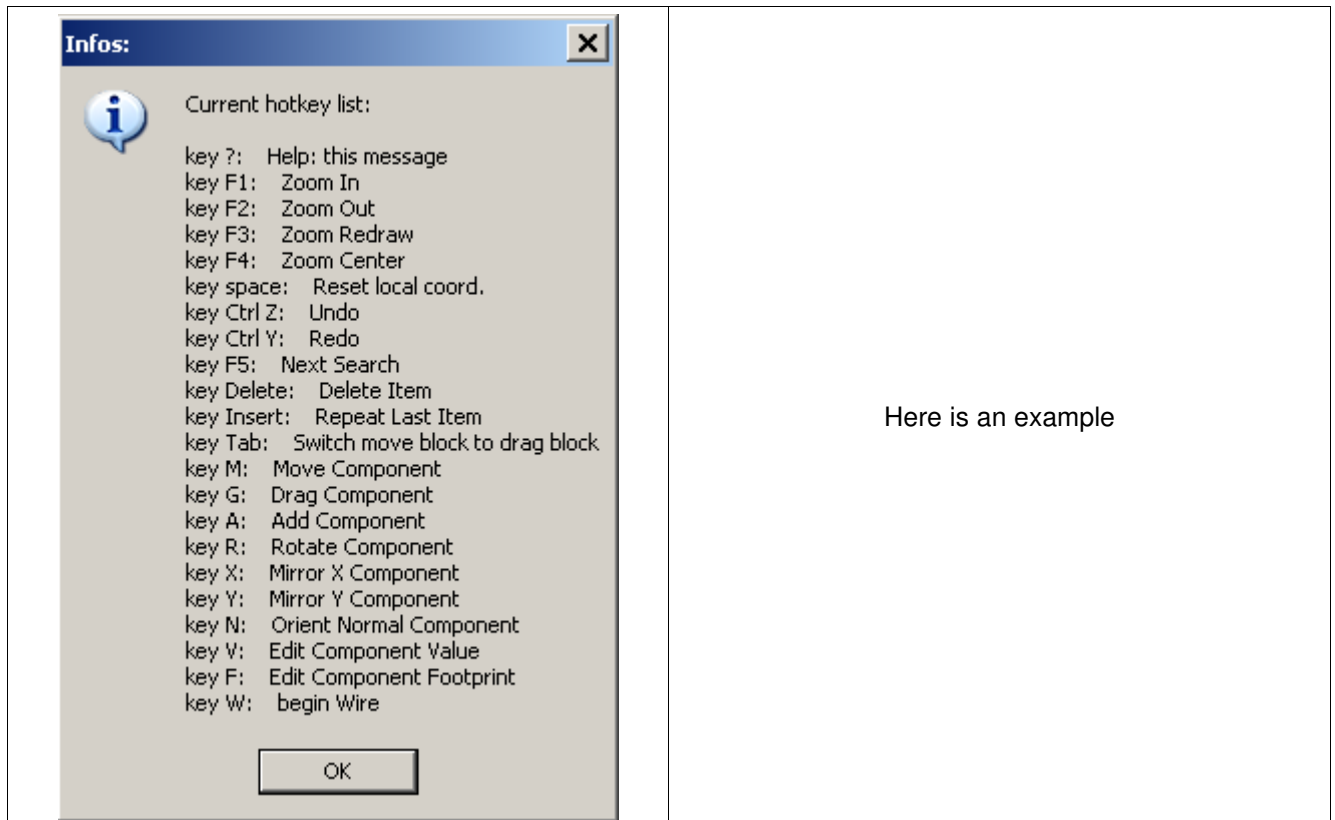 Infos:
Current hotkey list:
key ?: Help: this message
key F1: Zoom In
key F2: Zoom Out
key F3: Zoom Redraw
key F4: Zoom Center
key space: Reset local coord.
key Ctrl Z: Undo
key Ctrl Y: Redo
key F5: Next Search
key Delete: Delete Item
key Insert: Repeat Last Item
key Tab: Switch move block to drag block
key M: Move Component
key G: Drag Component
key A: Add Component
key R: Rotate Component
key X: Mirror X Component
key Y: Mirror Y Component
key N: Orient Normal Component
key V: Edit Component Value
key F: Edit Component Footprint
key W: begin Wire
OK
Here is an example